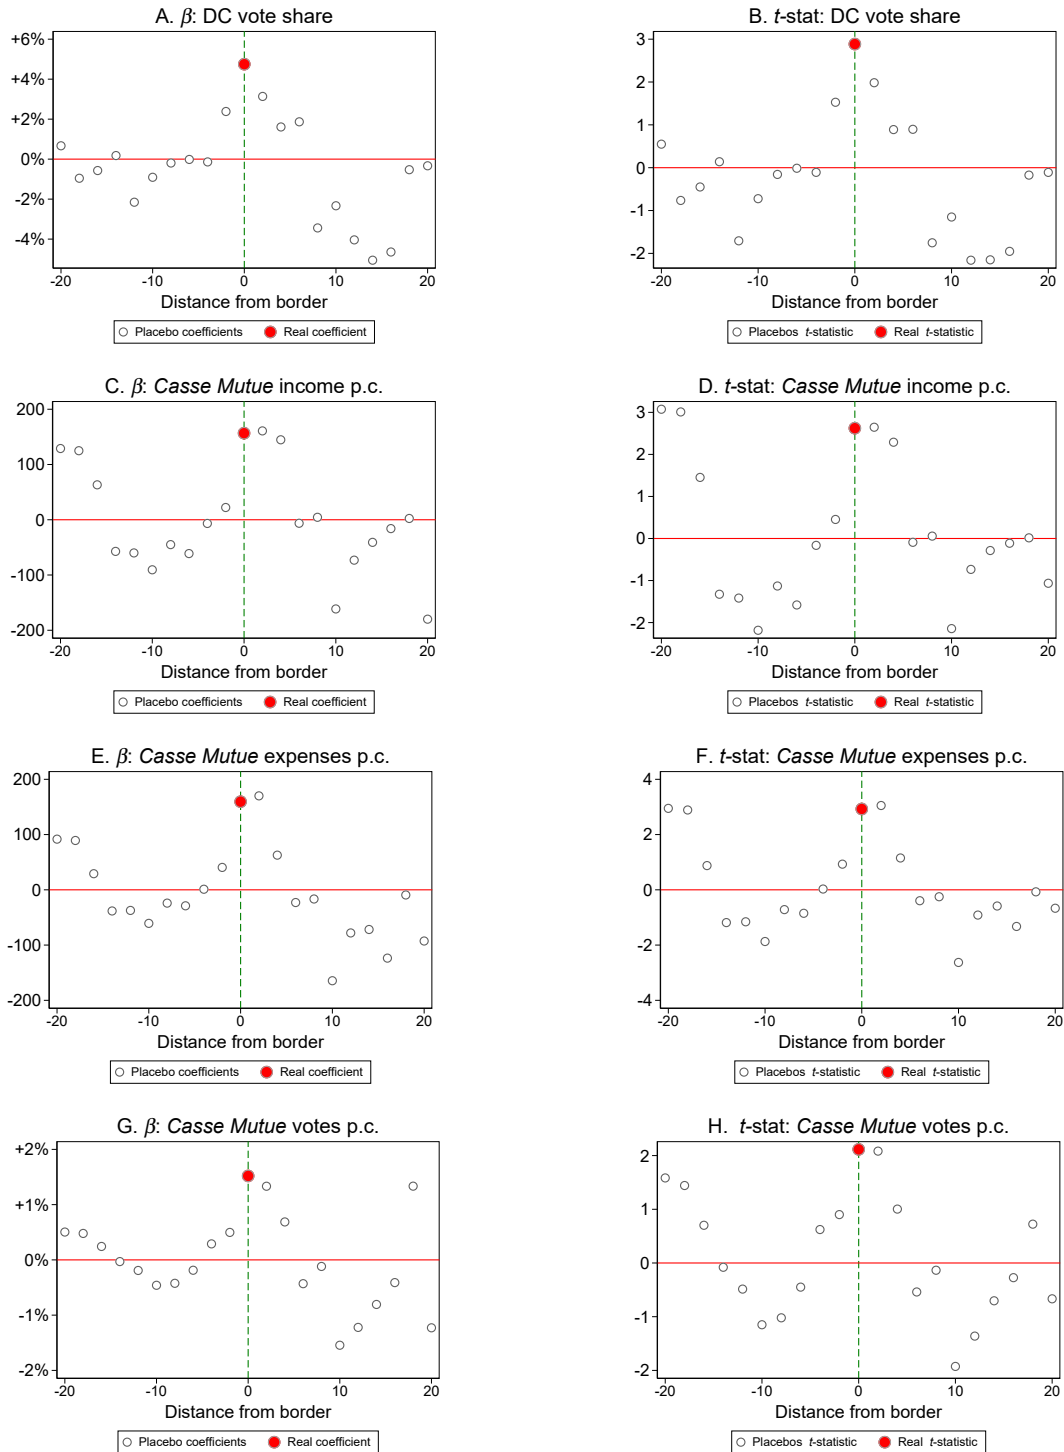 A. β: DC vote share
+6%
+4%
+2%
0%
-2%
-4%
-20 -10 0 10 20
Distance from border
Placebo coefficients Real coefficient
B. t-stat: DC vote share
3
2
1
0
-1
-2
-20 -10 0 10 20
Distance from border
Placebos t-statistic Real t-statistic
C. β: Casse Mutue income p.c.
200
100
0
-100
-200
-20 -10 0 10 20
Distance from border
Placebo coefficients Real coefficient
D. t-stat: Casse Mutue income p.c.
3
2
1
0
-1
-2
-20 -10 0 10 20
Distance from border
Placebos t-statistic Real t-statistic
E. β: Casse Mutue expenses p.c.
200
100
0
-100
-200
-20 -10 0 10 20
Distance from border
Placebo coefficients Real coefficient
F. t-stat: Casse Mutue expenses p.c.
4
2
0
-2
-4
-20 -10 0 10 20
Distance from border
Placebos t-statistic Real t-statistic
G. β: Casse Mutue votes p.c.
+2%
+1%
0%
-1%
-2%
-20 -10 0 10 20
Distance from border
Placebo coefficients Real coefficient
H. t-stat: Casse Mutue votes p.c.
2
1
0
-1
-2
-20 -10 0 10 20
Distance from border
Placebos t-statistic Real t-statistic